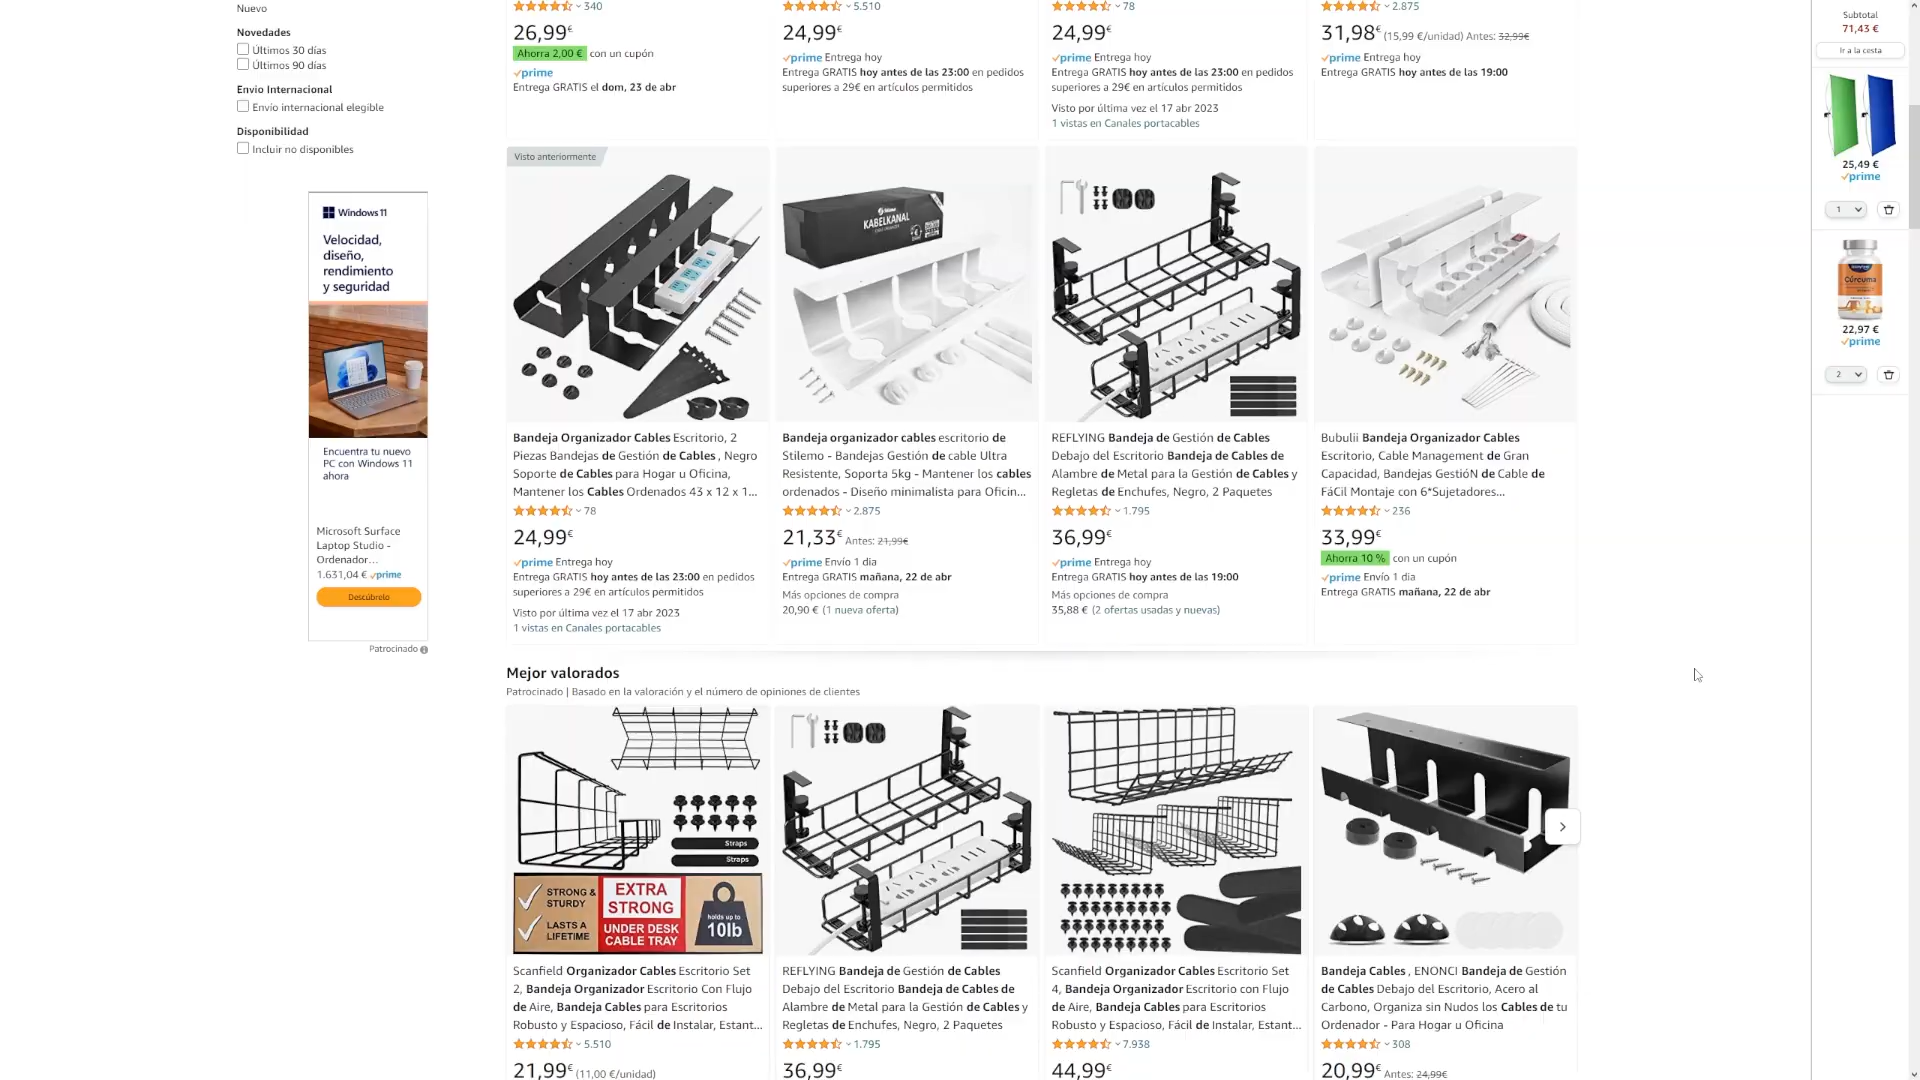 Nuevo
Novedades
Últimos 30 días
Últimos 90 días
Envío Internacional
Envío internacional elegible
Disponibilidad
Incluir no disponibles
Windows 11
Velocidad,
diseño,
rendimiento
y seguridad
Encuentra tu nuevo
PC con Windows 11
ahora
Microsoft Surface
Laptop Studio -
Ordenador...
1.631,04 € prime
Descúbrelo
Patrocinado
340
26,99€
Ahorra 2,00 € con un cupón
prime
Entrega GRATIS el dom, 23 de abr
5.510
24,99€
prime Entrega hoy
Entrega GRATIS hoy antes de las 23:00 en pedidos
superiores a 29€ en artículos permitidos
78
24,99€
prime Entrega hoy
Entrega GRATIS hoy antes de las 23:00 en pedidos
superiores a 29€ en artículos permitidos
Visto por última vez el 17 abr 2023
1 vistas en Canales portacables
2.875
31,98€ (15,99 €/unidad) Antes: 32,99€
prime Entrega hoy
Entrega GRATIS hoy antes de las 19:00
Visto anteriormente
Bandeja Organizador Cables Escritorio, 2
Piezas Bandejas de Gestión de Cables , Negro
Soporte de Cables para Hogar u Oficina,
Mantener los Cables Ordenados 43 x 12 x 1...
78
24,99€
prime Entrega hoy
Entrega GRATIS hoy antes de las 23:00 en pedidos
superiores a 29€ en artículos permitidos
Visto por última vez el 17 abr 2023
1 vistas en Canales portacables
KABELKANAL
Bandeja organizador cables escritorio de
Stilemo - Bandejas Gestión de cable Ultra
Resistente, Soporta 5kg - Mantener los cables
ordenados - Diseño minimalista para Oficin...
2.875
21,33€ Antes: 21,99€
prime Envío 1 dia
Entrega GRATIS mañana, 22 de abr
Más opciones de compra
20,90 € (1 nueva oferta)
REFLYING Bandeja de Gestión de Cables
Debajo del Escritorio Bandeja de Cables de
Alambre de Metal para la Gestión de Cables y
Regletas de Enchufes, Negro, 2 Paquetes
1.795
36,99€
prime Entrega hoy
Entrega GRATIS hoy antes de las 19:00
Más opciones de compra
35,88 € (2 ofertas usadas y nuevas)
Bubulii Bandeja Organizador Cables
Escritorio, Cable Management de Gran
Capacidad, Bandejas GestióN de Cable de
FáCil Montaje con 6*Sujetadores...
236
33,99€
Ahorra 10 % con un cupón
prime Envío 1 dia
Entrega GRATIS mañana, 22 de abr
Mejor valorados
Patrocinado | Basado en la valoración y el número de opiniones de clientes
Straps
Straps
STRONG &
STURDY
LASTS A
LIFETIME
EXTRA
STRONG
UNDER DESK
CABLE TRAY
holds up to
10lb
Scanfield Organizador Cables Escritorio Set
2, Bandeja Organizador Escritorio Con Flujo
de Aire, Bandeja Cables para Escritorios
Robusto y Espacioso, Fácil de Instalar, Estant...
5.510
21,99€ (11,00 €/unidad)
REFLYING Bandeja de Gestión de Cables
Debajo del Escritorio Bandeja de Cables de
Alambre de Metal para la Gestión de Cables y
Regletas de Enchufes, Negro, 2 Paquetes
1.795
36,99€
Scanfield Organizador Cables Escritorio Set
4, Bandeja Organizador Escritorio con Flujo
de Aire, Bandeja Cables para Escritorios
Robusto y Espacioso, Fácil de Instalar, Estant...
7.938
44,99€
Bandeja Cables , ENONCI Bandeja de Gestión
de Cables Debajo del Escritorio, Acero al
Carbono, Organiza sin Nudos los Cables de tu
Ordenador - Para Hogar u Oficina
308
20,99€ Antes: 24,99€
Subtotal
71,43 €
Ir a la cesta
25,49 €
prime
1
Cúrcuma
22,97 €
prime
2